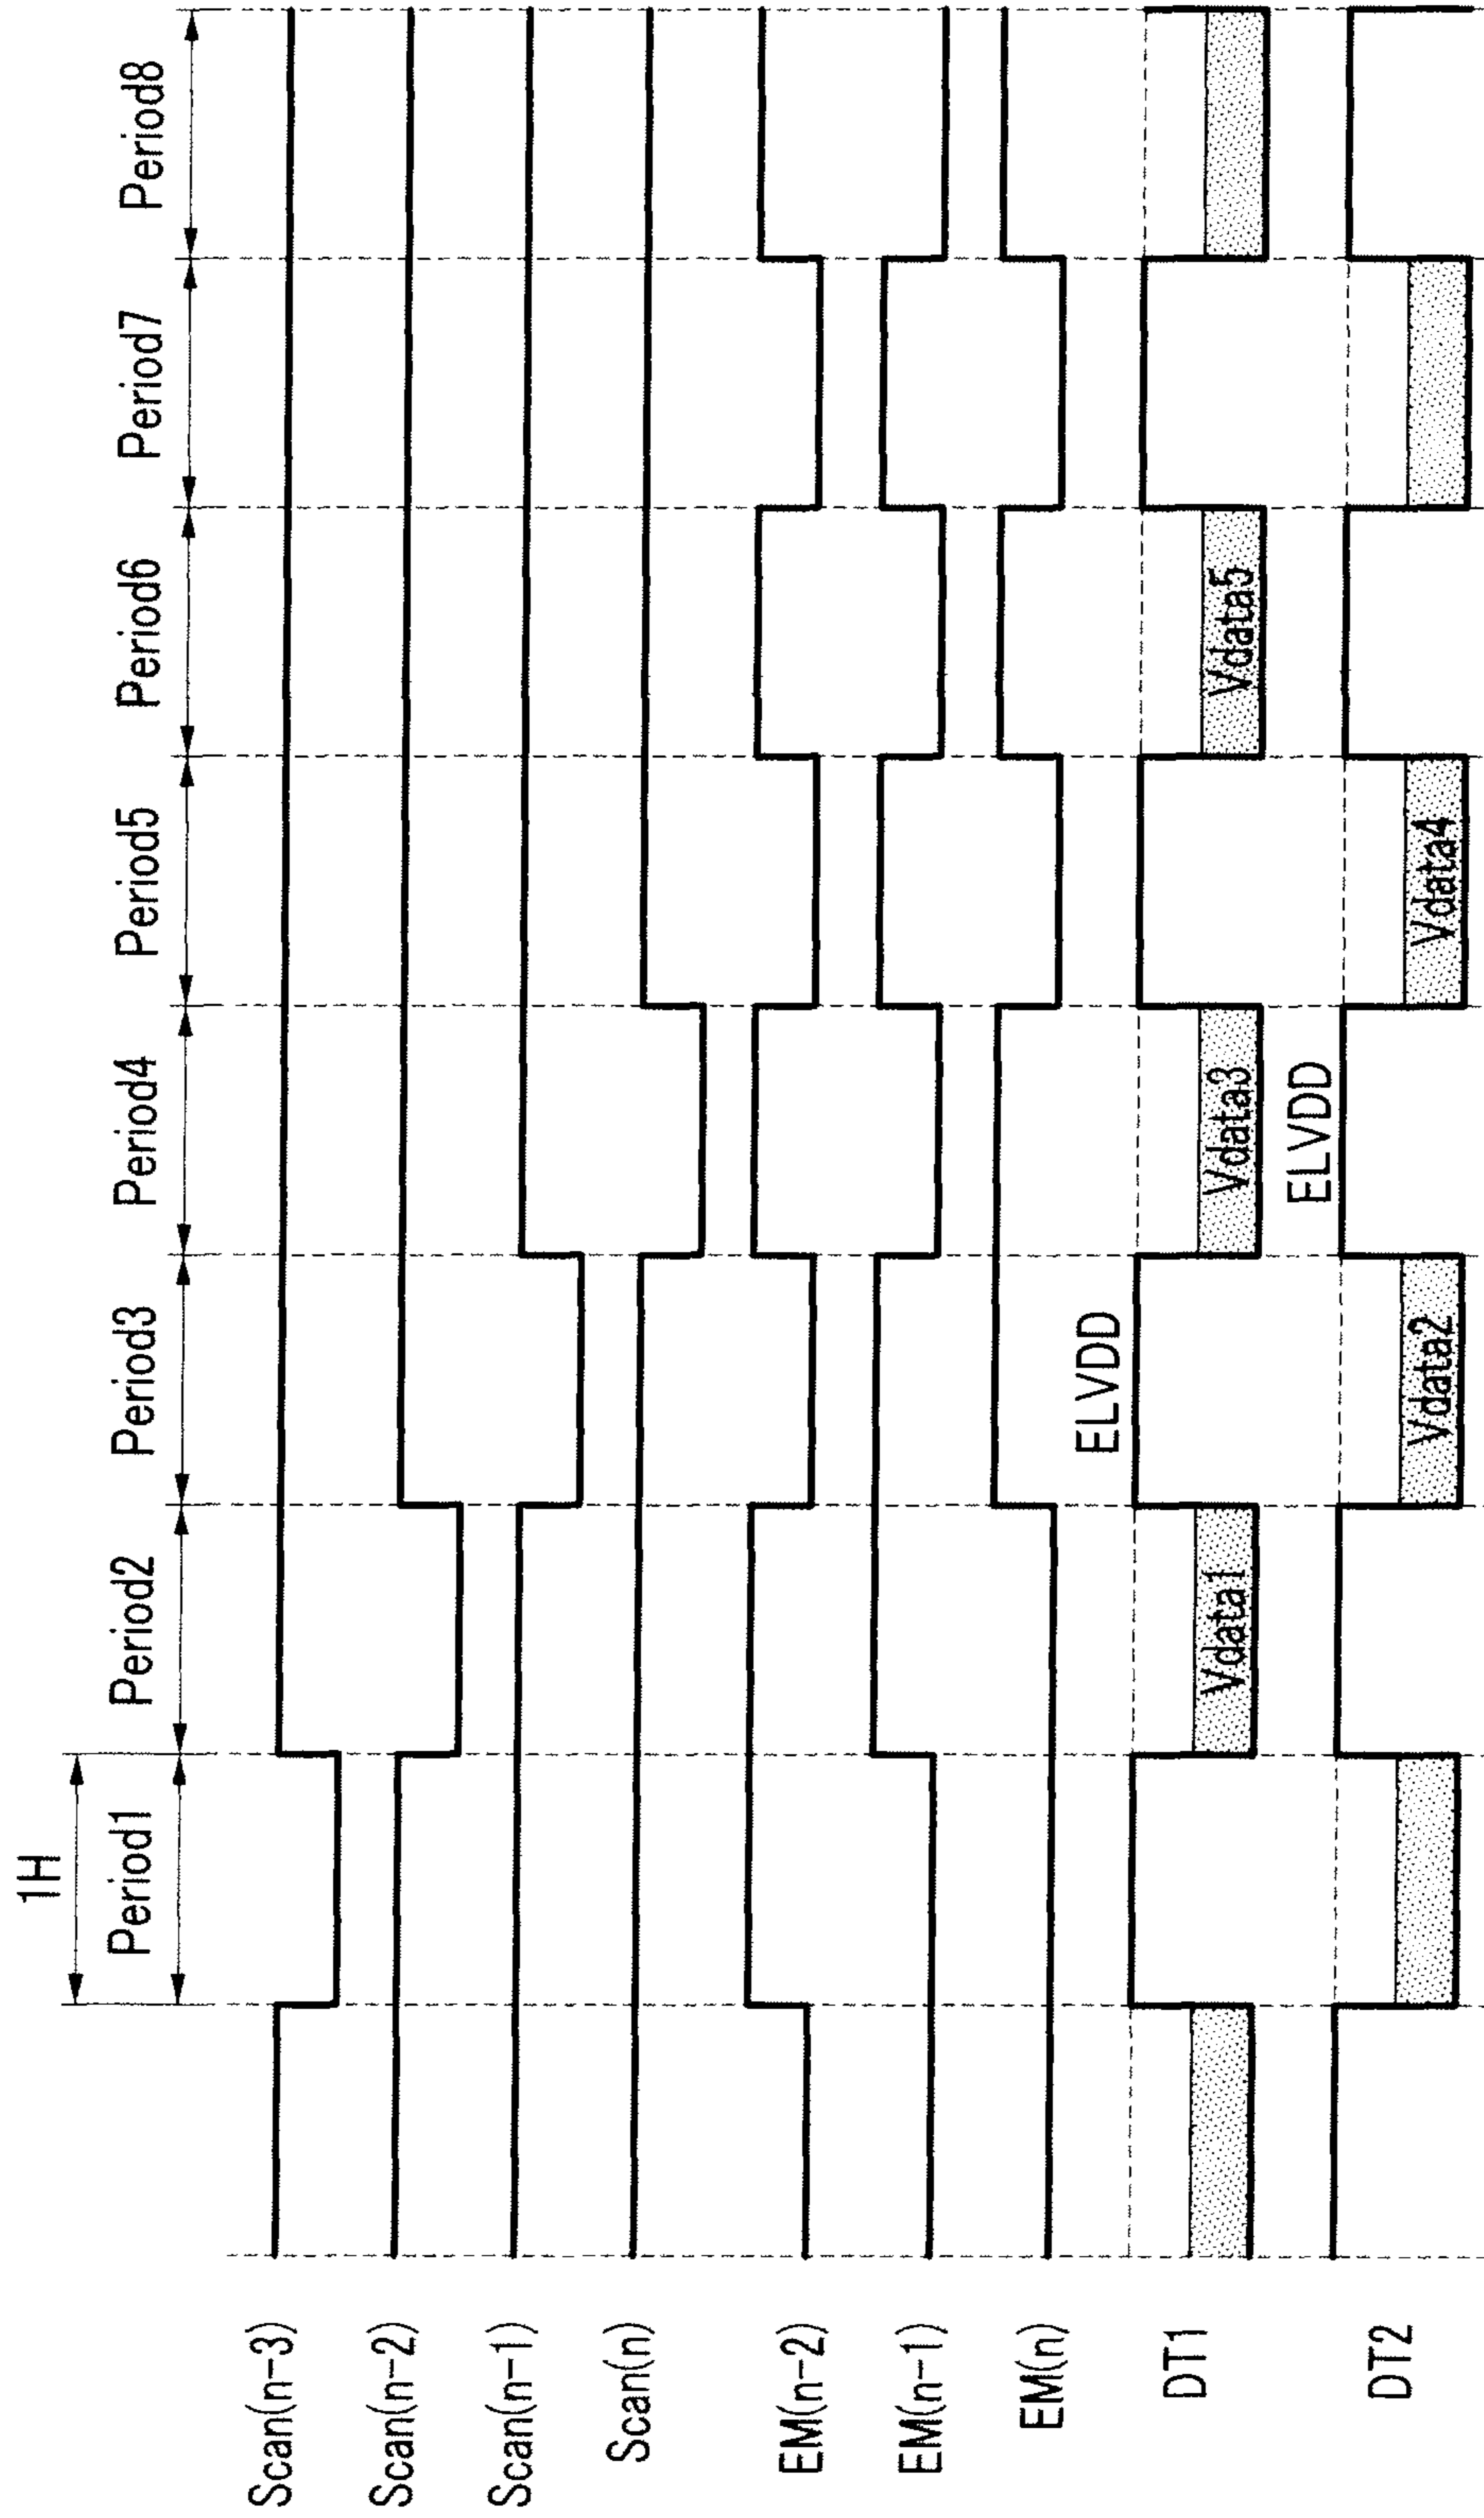 1H
Period1
Period2
Period3
Period4
Period5
Period6
Period7
Period8
Scan(n-3)
Scan(n-2)
Scan(n-1)
Scan(n)
EM(n-2)
EM(n-1)
EM(n)
ELVDD
DT1
Vdata1
Vdata3
Vdata5
ELVDD
DT2
Vdata2
Vdata4